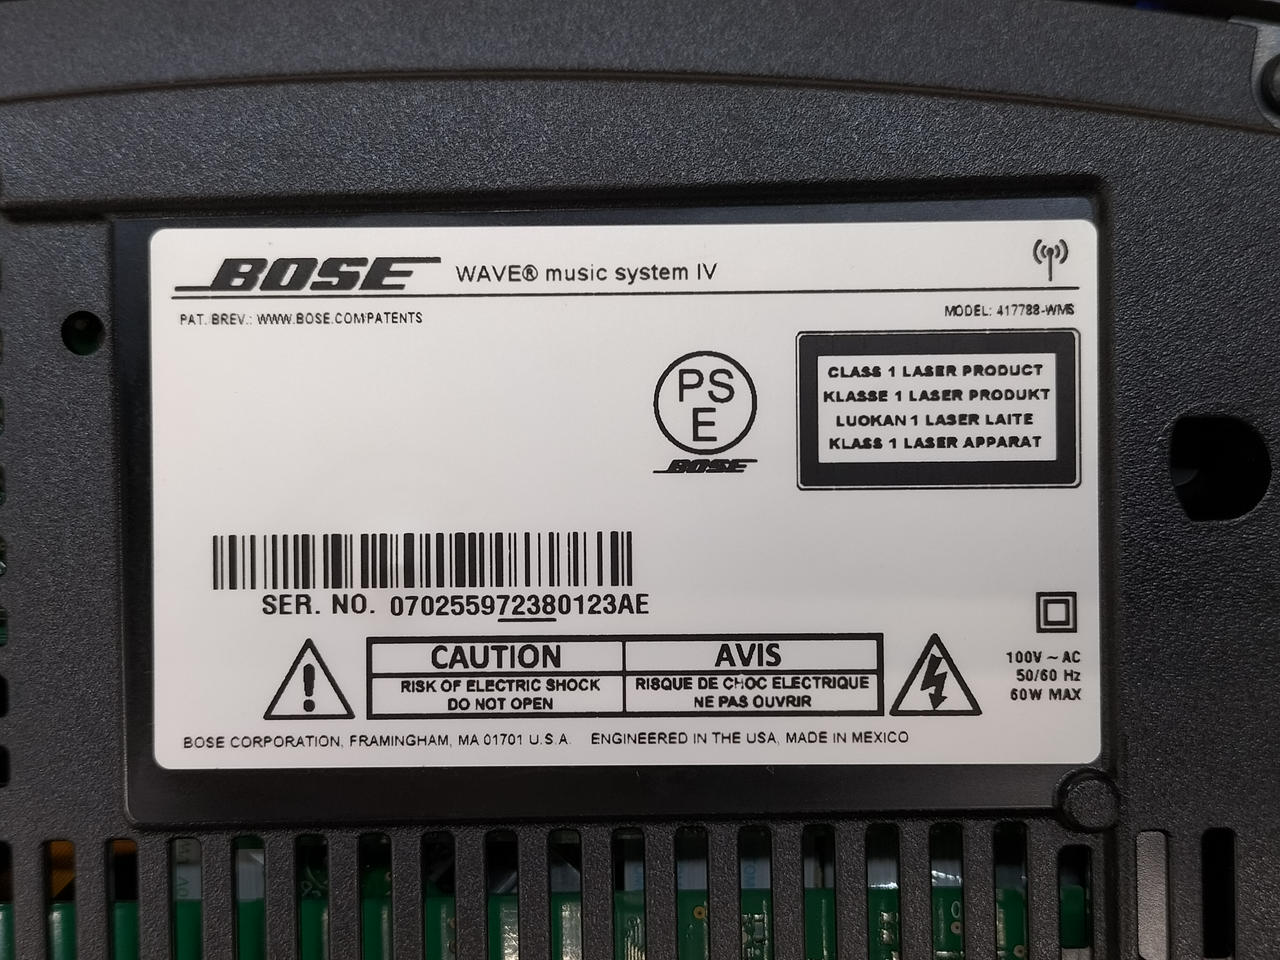 BOSE WAVE® music system IV
PAT. BREV.: WWW.BOSE.COM/PATENTS
MODEL: 417788-WMS
PS
E
BOSE
CLASS 1 LASER PRODUCT
KLASSE 1 LASER PRODUKT
LUOKAN 1 LASER LAITE
KLASS 1 LASER APPARAT
SER. NO. 070255972380123AE
CAUTION
RISK OF ELECTRIC SHOCK
DO NOT OPEN
AVIS
RISQUE DE CHOC ELECTRIQUE
NE PAS OUVRIR
100V ~ AC
50/60 Hz
60W MAX
BOSE CORPORATION, FRAMINGHAM, MA 01701 U.S.A. ENGINEERED IN THE USA, MADE IN MEXICO